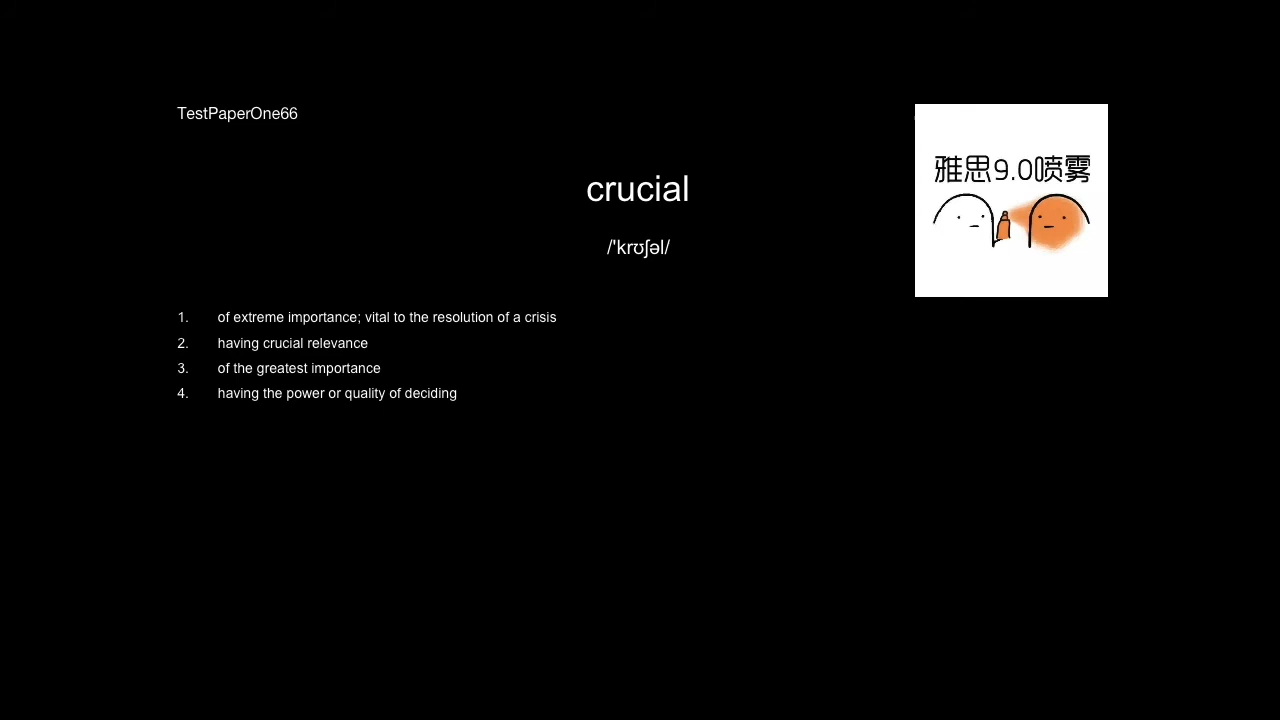 TestPaperOne66
雅思9.0喷雾
crucial
/'krʊʃəl/
1. of extreme importance; vital to the resolution of a crisis
2. having crucial relevance
3. of the greatest importance
4. having the power or quality of deciding